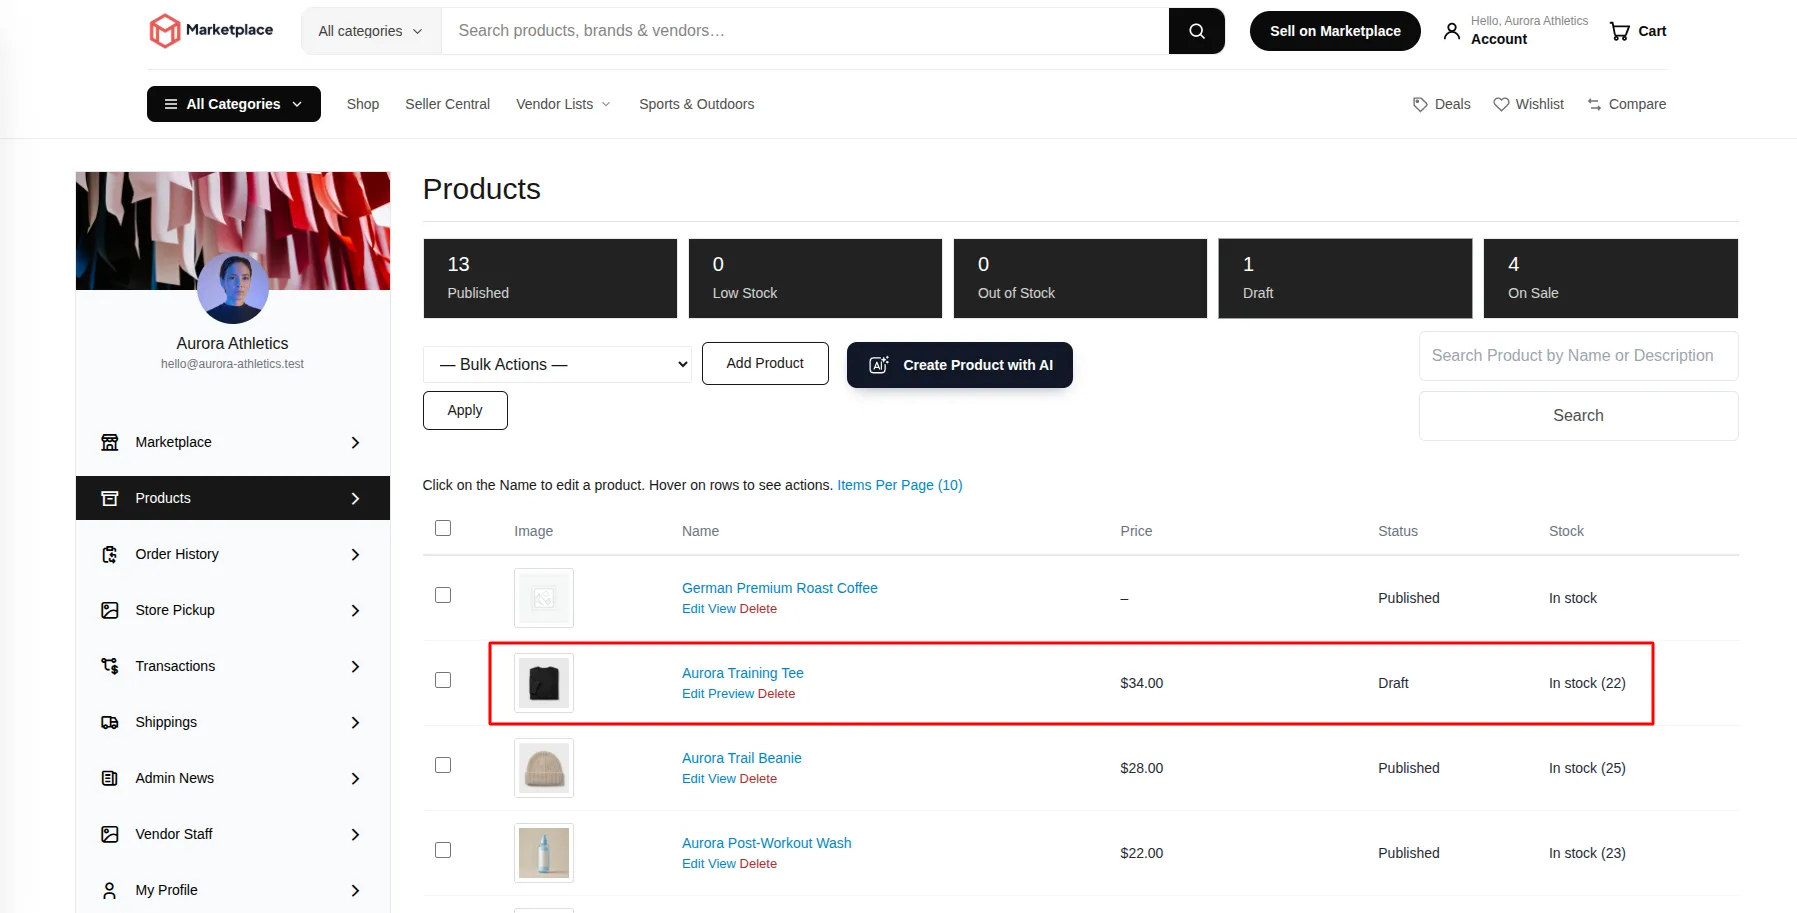 Marketplace
All categories
Search products, brands & vendors…
Sell on Marketplace
Hello, Aurora Athletics
Account
Cart
All Categories
Shop
Seller Central
Vendor Lists
Sports & Outdoors
Deals
Wishlist
Compare
Aurora Athletics
hello@aurora-athletics.test
Marketplace
Products
Order History
Store Pickup
Transactions
Shippings
Admin News
Vendor Staff
My Profile
Products
13
Published
0
Low Stock
0
Out of Stock
1
Draft
4
On Sale
— Bulk Actions —
Add Product
AI
Create Product with AI
Apply
Search Product by Name or Description
Search
Click on the Name to edit a product. Hover on rows to see actions. Items Per Page (10)
Image Name Price Status Stock
German Premium Roast Coffee
Edit View Delete
– Published In stock
Aurora Training Tee
Edit Preview Delete
$34.00 Draft In stock (22)
Aurora Trail Beanie
Edit View Delete
$28.00 Published In stock (25)
Aurora Post-Workout Wash
Edit View Delete
$22.00 Published In stock (23)